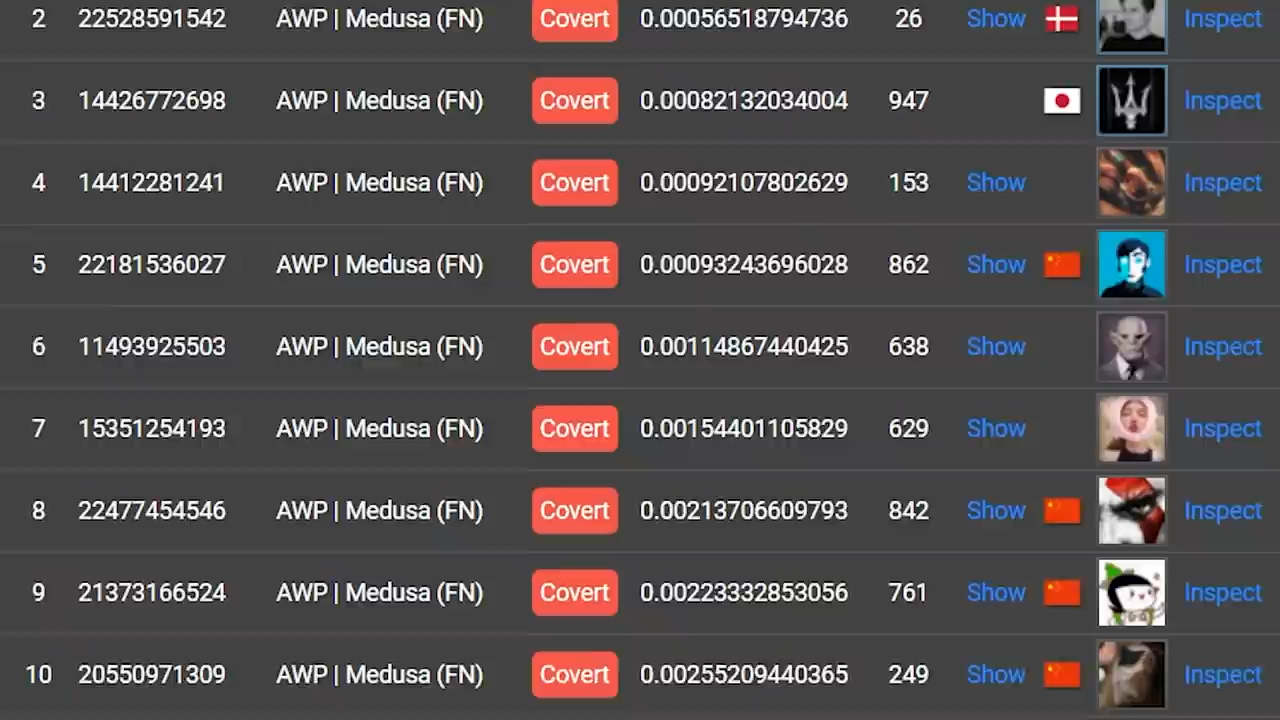 2 22528591542 AWP | Medusa (FN) Covert 0.00056518794736 26 Show Inspect
3 14426772698 AWP | Medusa (FN) Covert 0.00082132034004 947 Inspect
4 14412281241 AWP | Medusa (FN) Covert 0.00092107802629 153 Show Inspect
5 22181536027 AWP | Medusa (FN) Covert 0.00093243696028 862 Show Inspect
6 11493925503 AWP | Medusa (FN) Covert 0.00114867440425 638 Show Inspect
7 15351254193 AWP | Medusa (FN) Covert 0.00154401105829 629 Show Inspect
8 22477454546 AWP | Medusa (FN) Covert 0.00213706609793 842 Show Inspect
9 21373166524 AWP | Medusa (FN) Covert 0.00223332853056 761 Show Inspect
10 20550971309 AWP | Medusa (FN) Covert 0.00255209440365 249 Show Inspect